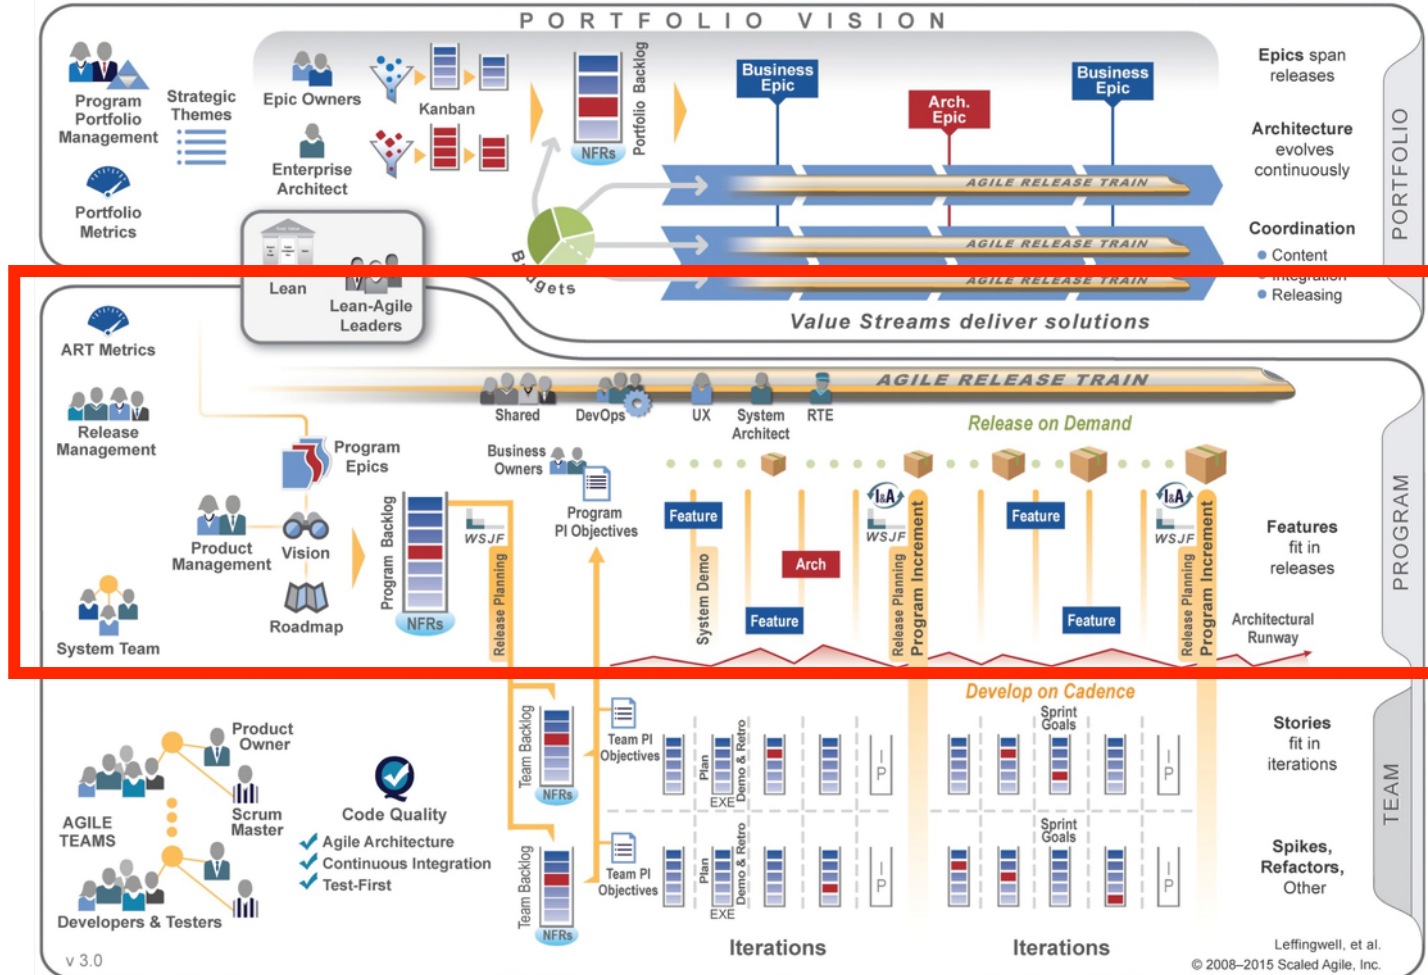 PORTFOLIO VISION
Program
Portfolio
Management
Strategic
Themes
Portfolio
Metrics
Epic Owners
Enterprise
Architect
Kanban
Portfolio Backlog
NFRs
Business
Epic
Arch.
Epic
Business
Epic
AGILE RELEASE TRAIN
AGILE RELEASE TRAIN
AGILE RELEASE TRAIN
Budgets
Value Streams deliver solutions
Epics span
releases
Architecture
evolves
continuously
Coordination
Content
Integration
Releasing
PORTFOLIO
Lean
Lean-Agile
Leaders
ART Metrics
Release
Management
Product
Management
System Team
Program
Epics
Vision
Roadmap
Program Backlog
NFRs
WSJF
Release Planning
AGILE RELEASE TRAIN
Shared
DevOps
UX
System
Architect
RTE
Business
Owners
Program
PI Objectives
Release on Demand
Feature
System Demo
Feature
Arch
I&A
WSJF
Release Planning
Program Increment
Feature
Feature
I&A
WSJF
Release Planning
Program Increment
Features
fit in
releases
Architectural
Runway
PROGRAM
Develop on Cadence
AGILE
TEAMS
Product
Owner
Scrum
Master
Developers & Testers
Code Quality
Agile Architecture
Continuous Integration
Test-First
Team Backlog
NFRs
Team PI
Objectives
Plan
EXE
Demo & Retro
I
P
Sprint
Goals
I
P
Team Backlog
NFRs
Team PI
Objectives
Plan
EXE
Demo & Retro
I
P
Sprint
Goals
I
P
Iterations
Iterations
Stories
fit in
iterations
Spikes,
Refactors,
Other
TEAM
v 3.0
Leffingwell, et al.
© 2008–2015 Scaled Agile, Inc.